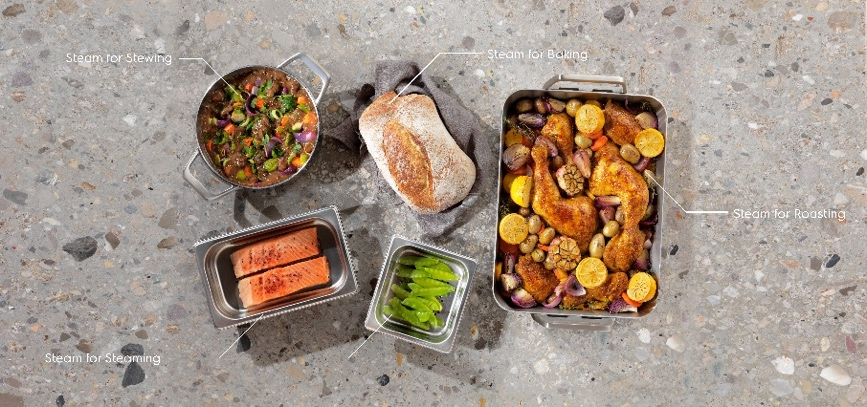 Steam for Stewing
Steam for Baking
Steam for Roasting
Steam for Steaming